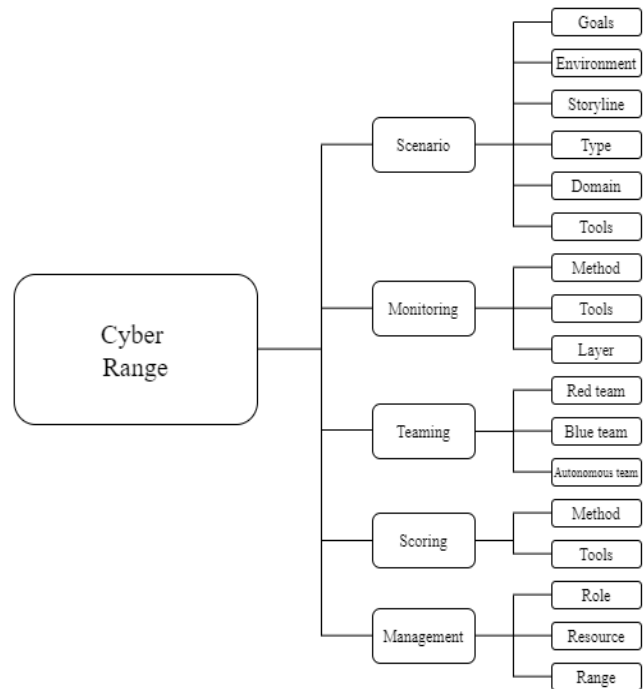 Goals
Environment
Storyline
Scenario
Type
Domain
Tools
Method
Monitoring
Tools
Layer
Cyber
Range
Red team
Teaming
Blue team
Autonomous team
Method
Scoring
Tools
Role
Management
Resource
Range